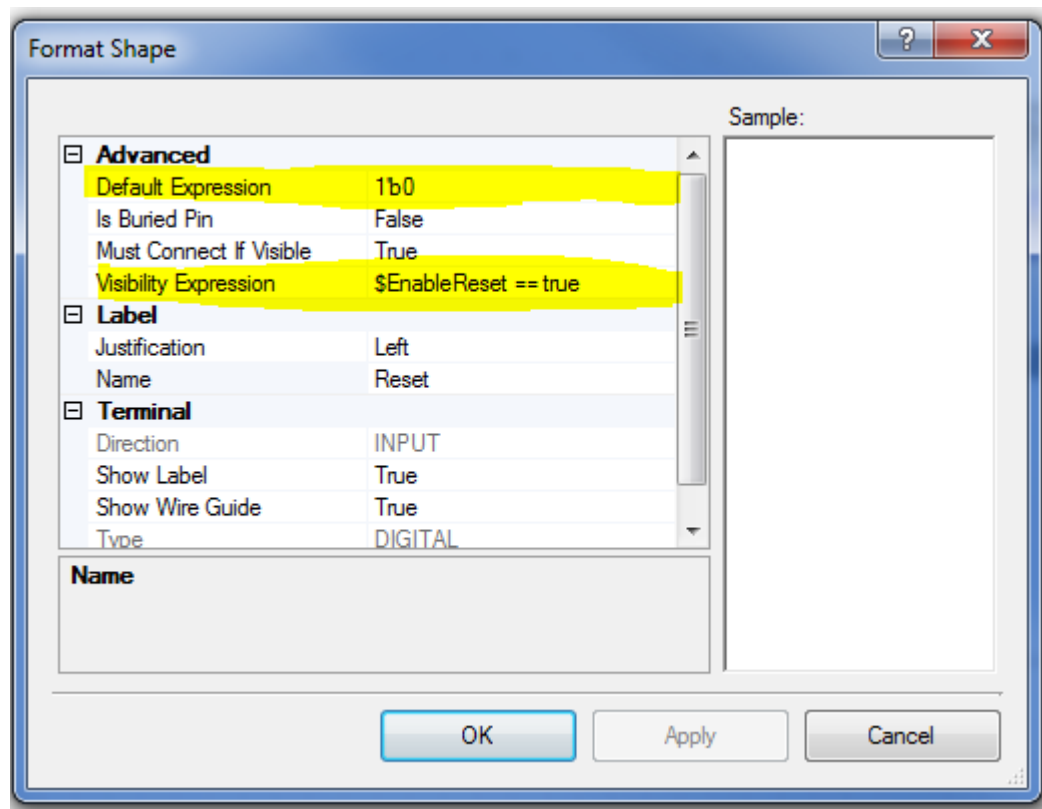 Format Shape
Sample:
Advanced
Default Expression 1'b0
Is Buried Pin False
Must Connect If Visible True
Visibility Expression $EnableReset == true
Label
Justification Left
Name Reset
Terminal
Direction INPUT
Show Label True
Show Wire Guide True
Type DIGITAL
Name
OK Apply Cancel